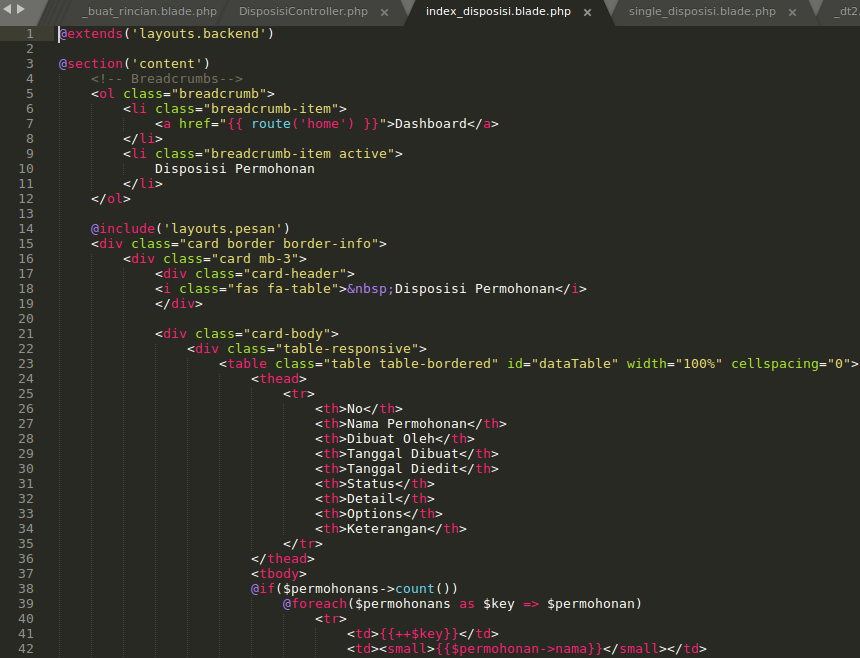 _buat_rincian.blade.php DisposisiController.php × index_disposisi.blade.php × single_disposisi.blade.php × _dt2
1 @extends('layouts.backend')
2
3 @section('content')
4 <!-- Breadcrumbs-->
5 <ol class="breadcrumb">
6 <li class="breadcrumb-item">
7 <a href="{{ route('home') }}">Dashboard</a>
8 </li>
9 <li class="breadcrumb-item active">
10 Disposisi Permohonan
11 </li>
12 </ol>
13
14 @include('layouts.pesan')
15 <div class="card border border-info">
16 <div class="card mb-3">
17 <div class="card-header">
18 <i class="fas fa-table">&nbsp;Disposisi Permohonan</i>
19 </div>
20
21 <div class="card-body">
22 <div class="table-responsive">
23 <table class="table table-bordered" id="dataTable" width="100%" cellspacing="0">
24 <thead>
25 <tr>
26 <th>No</th>
27 <th>Nama Permohonan</th>
28 <th>Dibuat Oleh</th>
29 <th>Tanggal Dibuat</th>
30 <th>Tanggal Diedit</th>
31 <th>Status</th>
32 <th>Detail</th>
33 <th>Options</th>
34 <th>Keterangan</th>
35 </tr>
36 </thead>
37 <tbody>
38 @if($permohonans->count())
39 @foreach($permohonans as $key => $permohonan)
40 <tr>
41 <td>{{++$key}}</td>
42 <td><small>{{$permohonan->nama}}</small></td>